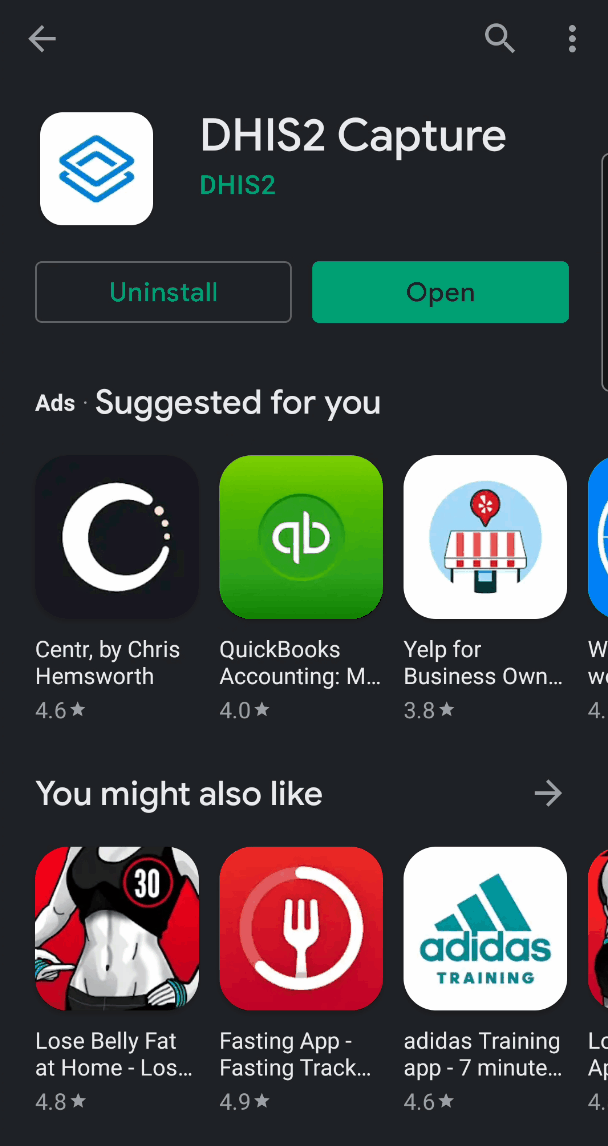 DHIS2 Capture
DHIS2
Uninstall
Open
Ads · Suggested for you
qb
Centr, by Chris
Hemsworth
4.6★
QuickBooks
Accounting: M...
4.0★
Yelp for
Business Own...
3.8★
W
w
4.
You might also like
30
adidas
TRAINING
Lose Belly Fat
at Home - Los...
4.8★
Fasting App -
Fasting Track...
4.9★
adidas Training
app - 7 minute...
4.6★
Lo
Ap
4.